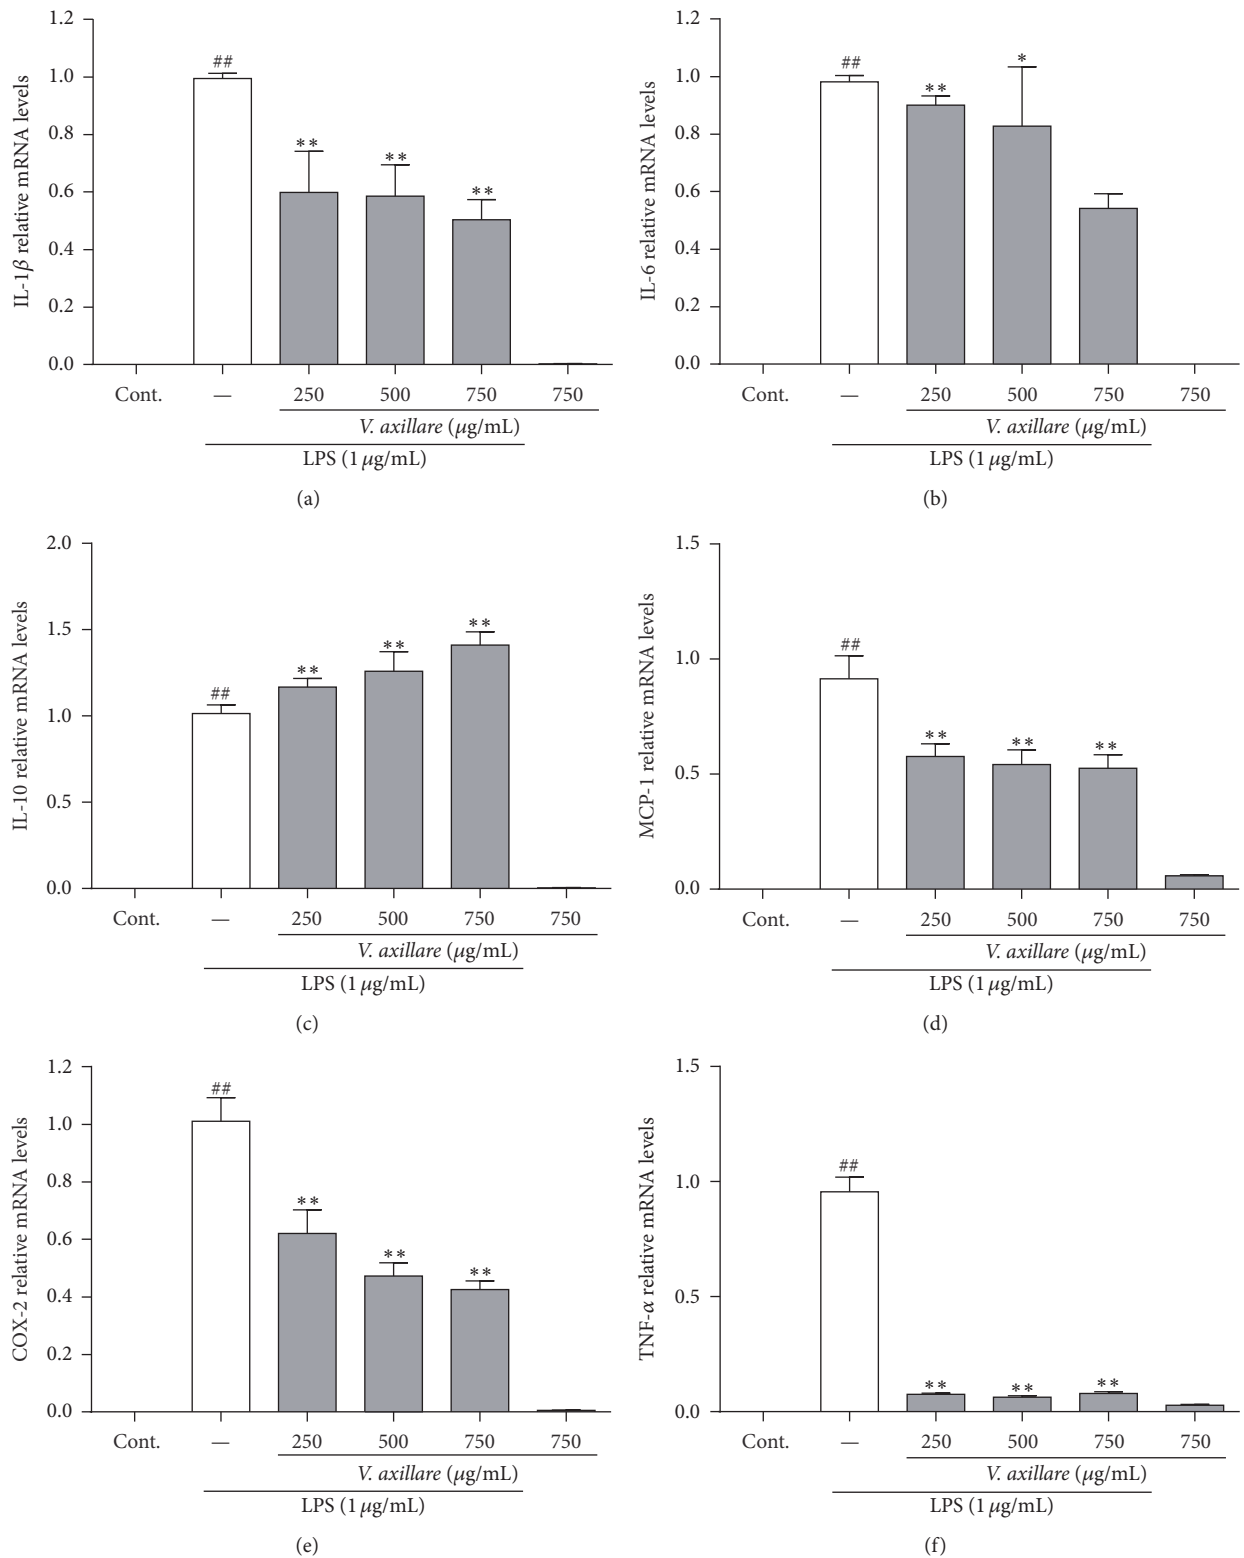 IL-1β relative mRNA levels
1.2
1.0
0.8
0.6
0.4
0.2
0.0
##
**
**
**
Cont. — 250 500 750 750
V. axillare (μg/mL)
LPS (1 μg/mL)
(a)
IL-6 relative mRNA levels
1.2
1.0
0.8
0.6
0.4
0.2
0.0
##
**
*
Cont. — 250 500 750 750
V. axillare (μg/mL)
LPS (1 μg/mL)
(b)
IL-10 relative mRNA levels
2.0
1.5
1.0
0.5
0.0
##
**
**
**
Cont. — 250 500 750 750
V. axillare (μg/mL)
LPS (1 μg/mL)
(c)
MCP-1 relative mRNA levels
1.5
1.0
0.5
0.0
##
**
**
**
Cont. — 250 500 750 750
V. axillare (μg/mL)
LPS (1 μg/mL)
(d)
COX-2 relative mRNA levels
1.2
1.0
0.8
0.6
0.4
0.2
0.0
##
**
**
**
Cont. — 250 500 750 750
V. axillare (μg/mL)
LPS (1 μg/mL)
(e)
TNF-α relative mRNA levels
1.5
1.0
0.5
0.0
##
**
**
**
Cont. — 250 500 750 750
V. axillare (μg/mL)
LPS (1 μg/mL)
(f)